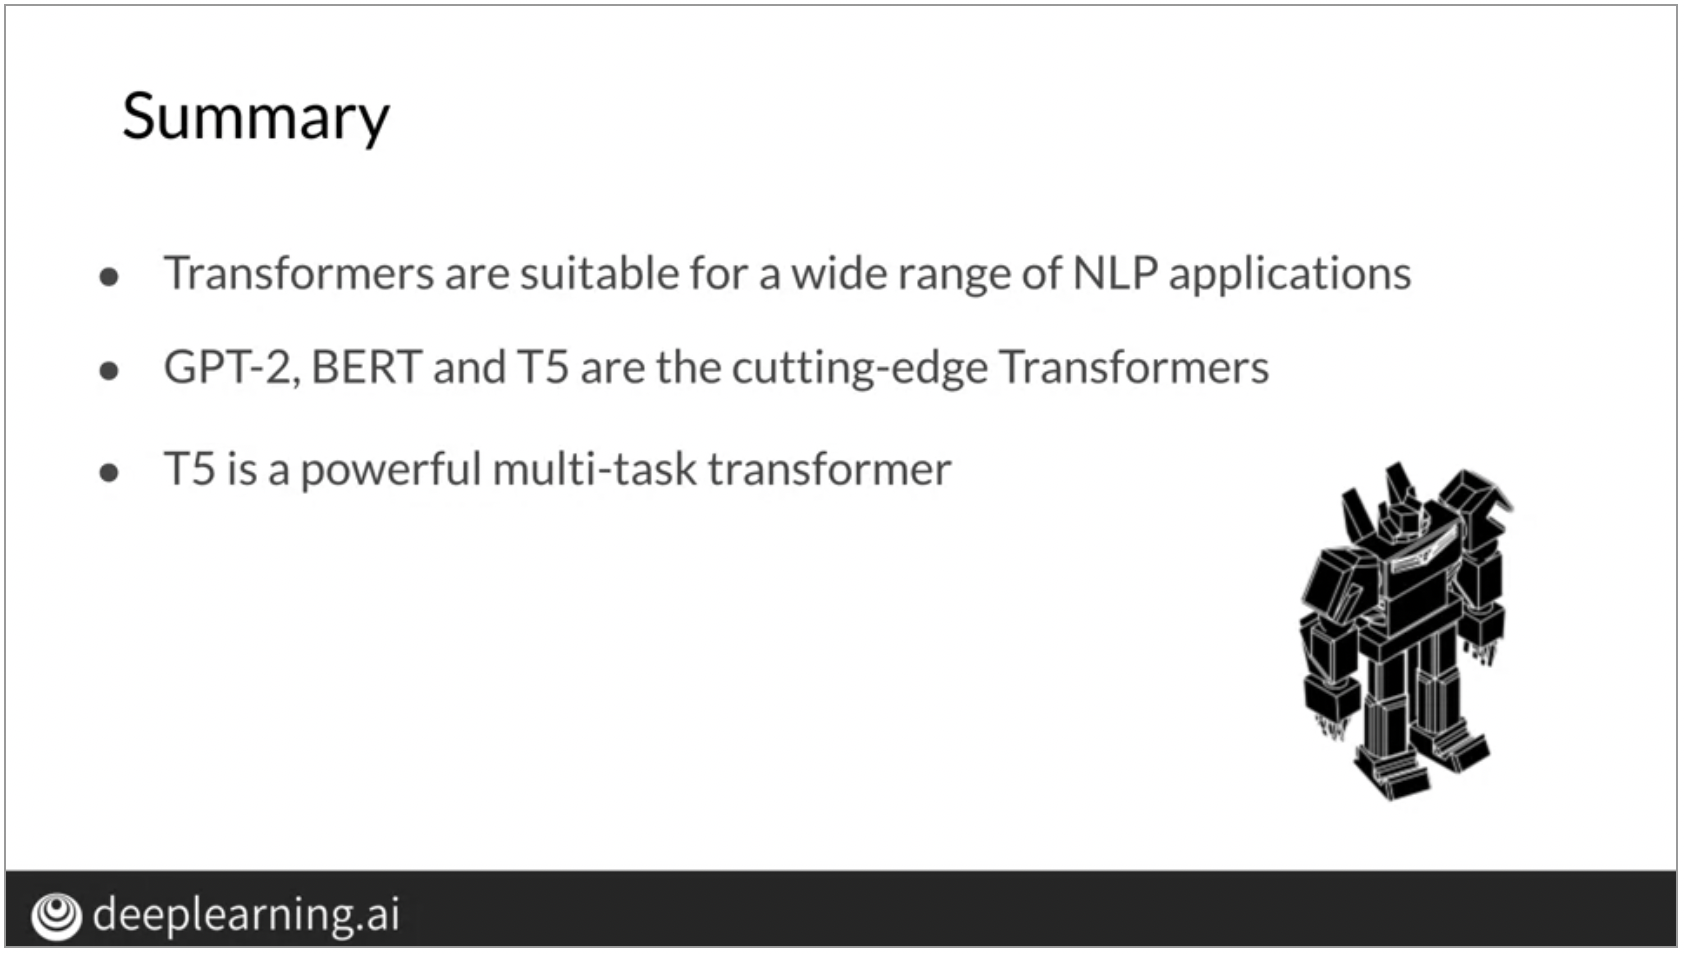 Summary
● Transformers are suitable for a wide range of NLP applications
● GPT-2, BERT and T5 are the cutting-edge Transformers
● T5 is a powerful multi-task transformer
deeplearning.ai